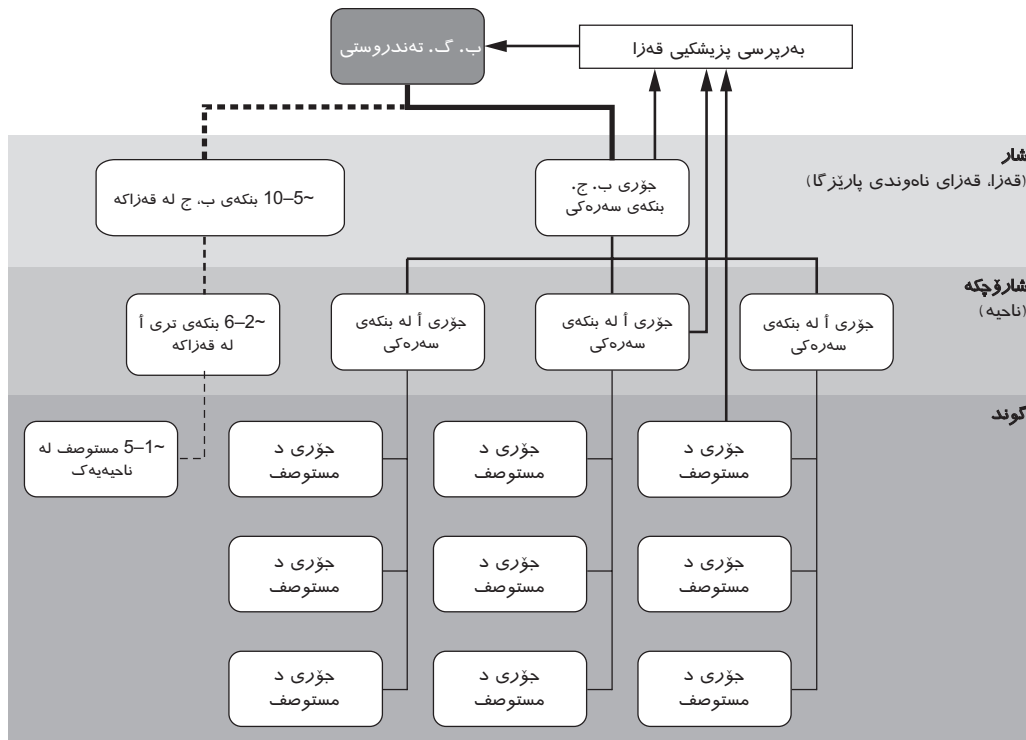 ب. گ. تەندروستی
بەرپرسی پزیشکیی قەزا
شار
(قەزا، قەزای ناوەندی پارێزگا)
جۆری ب. ج.
بنکەی سەرەکی
~5–10 بنکەی ب. ج لە قەزاکە
شارۆچکە
(ناحیە)
جۆری أ لە بنکەی
سەرەکی
جۆری أ لە بنکەی
سەرەکی
جۆری أ لە بنکەی
سەرەکی
~2–6 بنکەی تری أ
لە قەزاکە
گوند
جۆری د
مستوصف
جۆری د
مستوصف
جۆری د
مستوصف
~1–5 مستوصف لە
ناحیەیەک
جۆری د
مستوصف
جۆری د
مستوصف
جۆری د
مستوصف
جۆری د
مستوصف
جۆری د
مستوصف
جۆری د
مستوصف